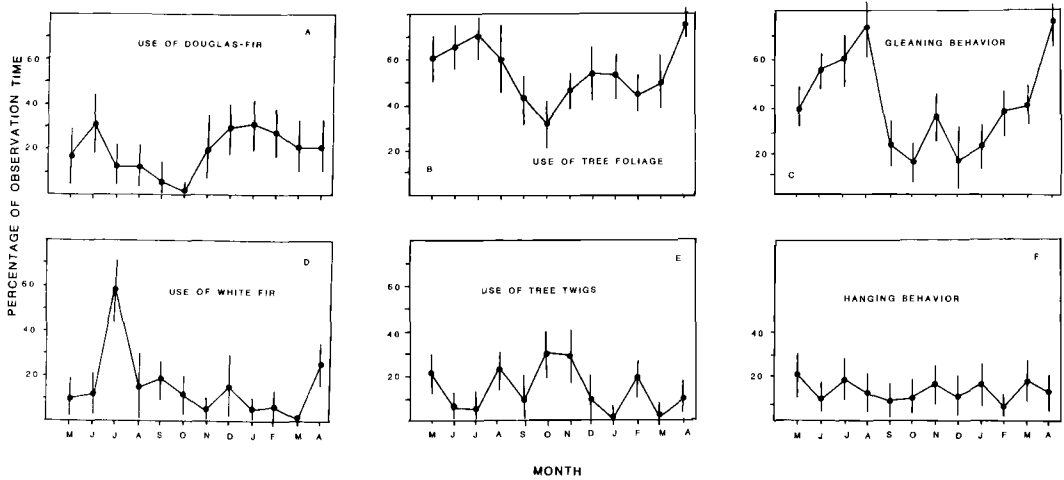 PERCENTAGE OF OBSERVATION TIME
A
USE OF DOUGLAS-FIR
60
40
20
B
USE OF TREE FOLIAGE
80
60
40
20
C
GLEANING BEHAVIOR
60
40
20
D
USE OF WHITE FIR
60
40
20
M J J A S O N D J F M A
E
USE OF TREE TWIGS
60
40
20
M J J A S O N D J F M A
F
HANGING BEHAVIOR
40
20
M J J A S O N D J F M A
MONTH